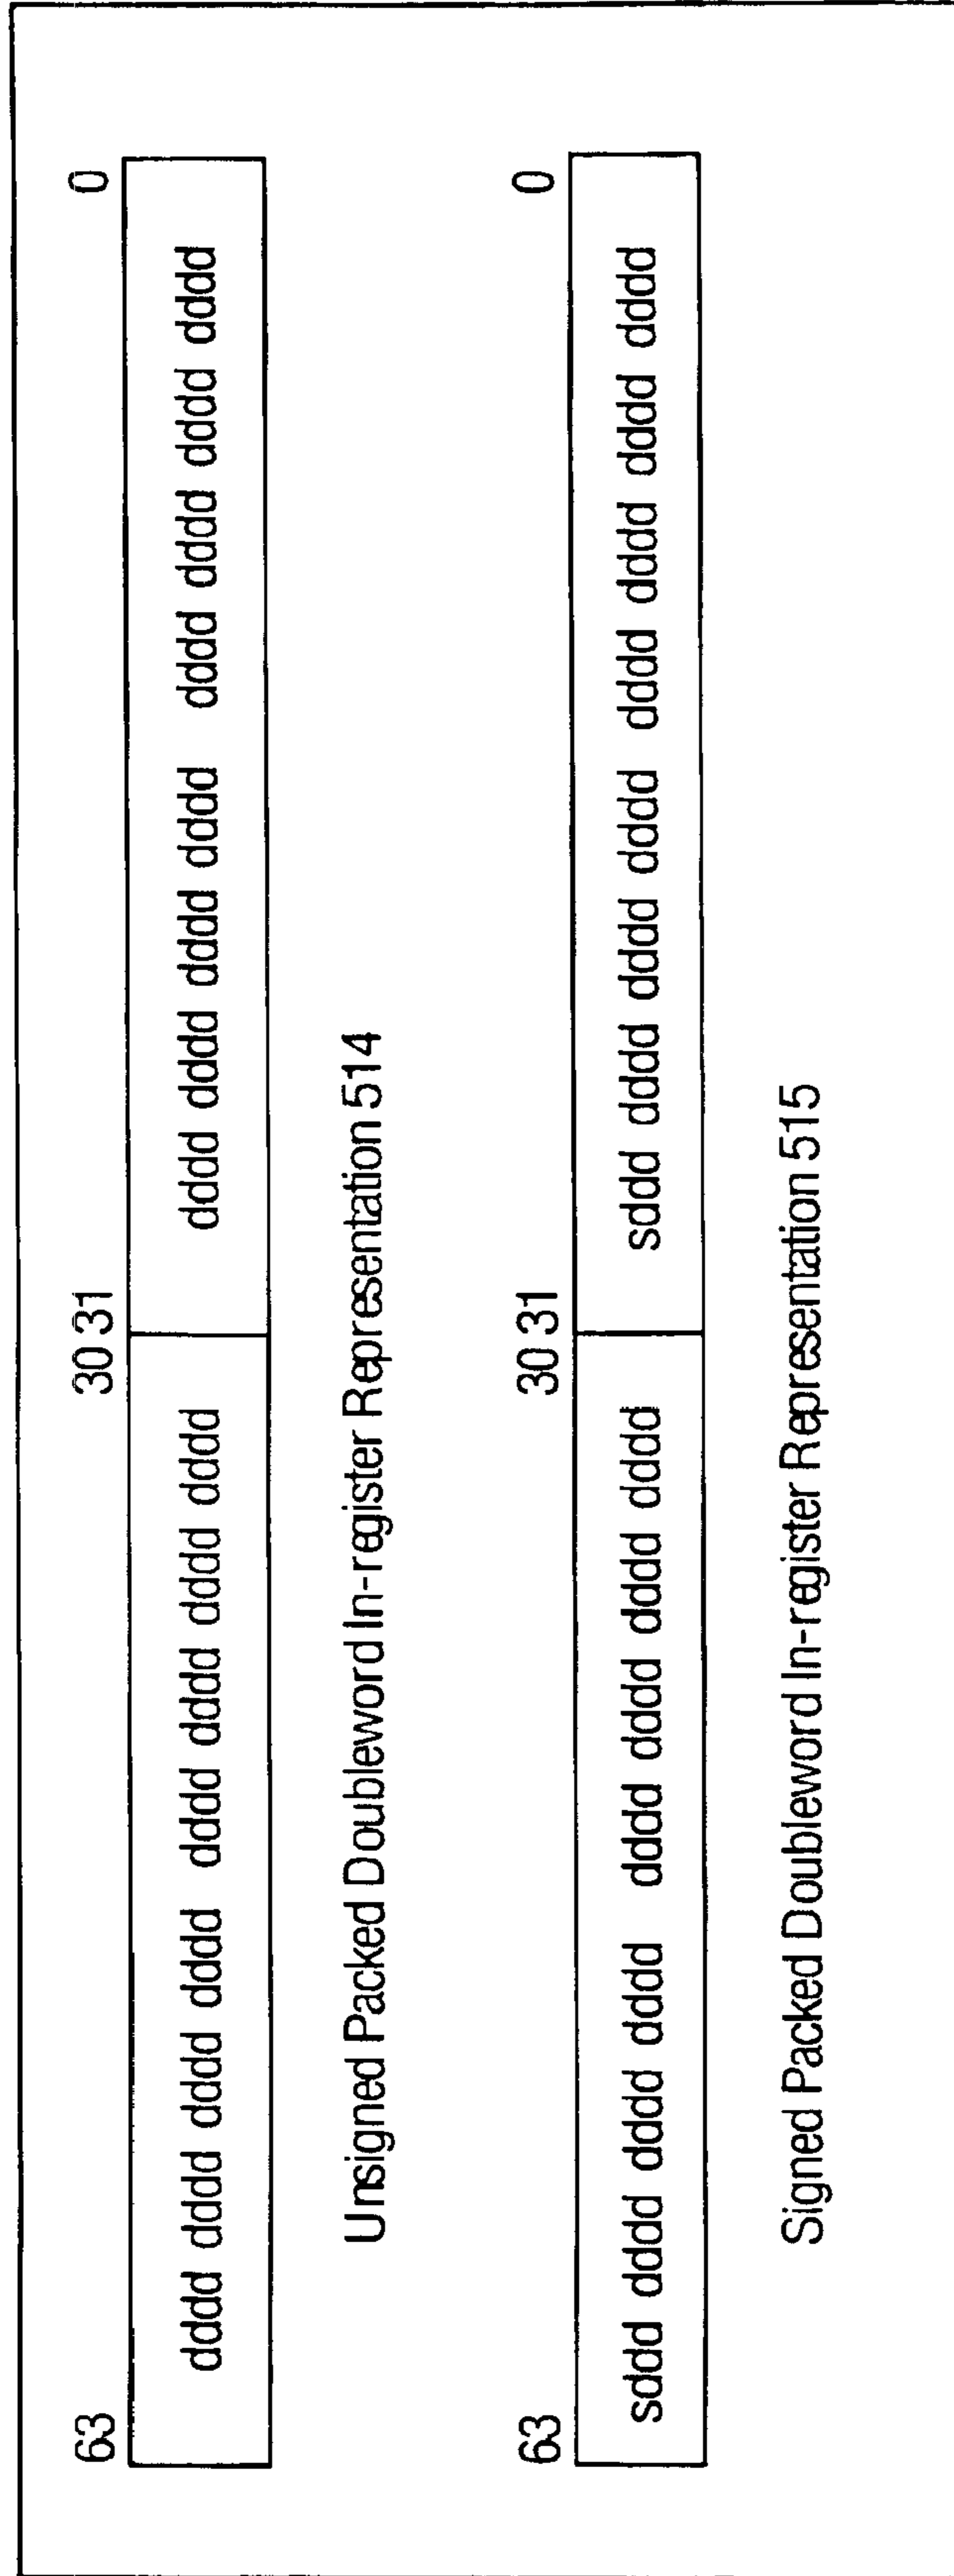 63 30 31 0
dddd dddd dddd dddd dddd dddd dddd dddd dddd dddd dddd dddd dddd dddd dddd dddd
Unsigned Packed Doubleword In-register Representation 514
63 30 31 0
sddd dddd dddd dddd dddd dddd dddd dddd sddd dddd dddd dddd dddd dddd dddd dddd
Signed Packed Doubleword In-register Representation 515